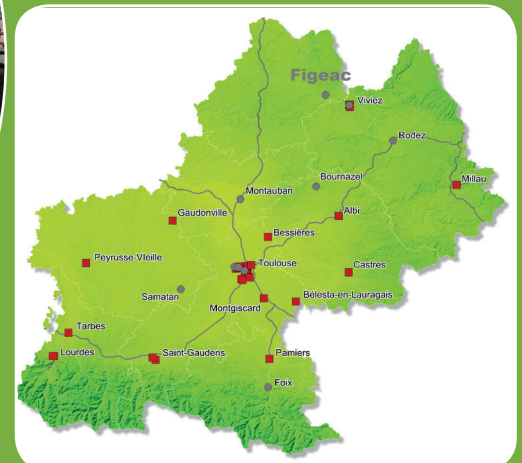 Figeac
Viviez
Rodez
Millau
Bournazel
Montauban
Gaudonville
Albi
Bessières
Peyrusse-VIeille
Toulouse
Castres
Samatan
Bélesta-en-Lauragais
Montgiscard
Tarbes
Lourdes
Saint-Gaudens
Pamiers
Foix